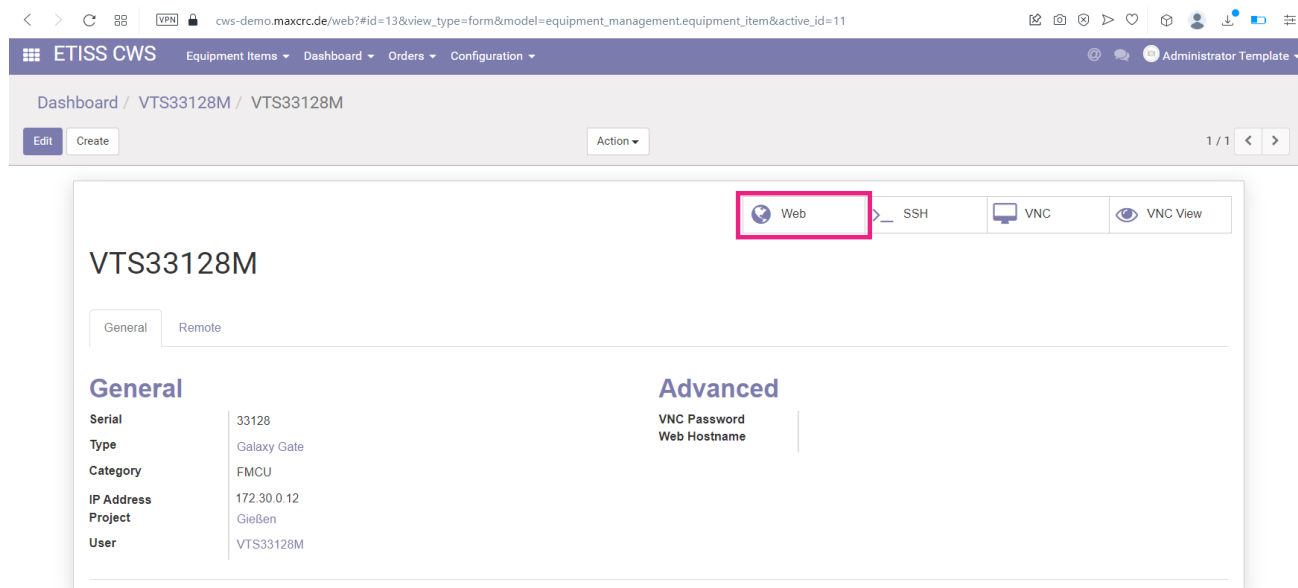 VPN cws-demo.maxcrc.de/web?#id=13&view_type=form&model=equipment_management.equipment_item&active_id=11
ETISS CWS Equipment Items Dashboard Orders Configuration @ Administrator Template
Dashboard / VTS33128M / VTS33128M
Edit Create Action 1 / 1
Web >_ SSH VNC VNC View
VTS33128M
General Remote
General Advanced
Serial 33128 VNC Password
Web Hostname
Type Galaxy Gate
Category FMCU
IP Address 172.30.0.12
Project Gießen
User VTS33128M